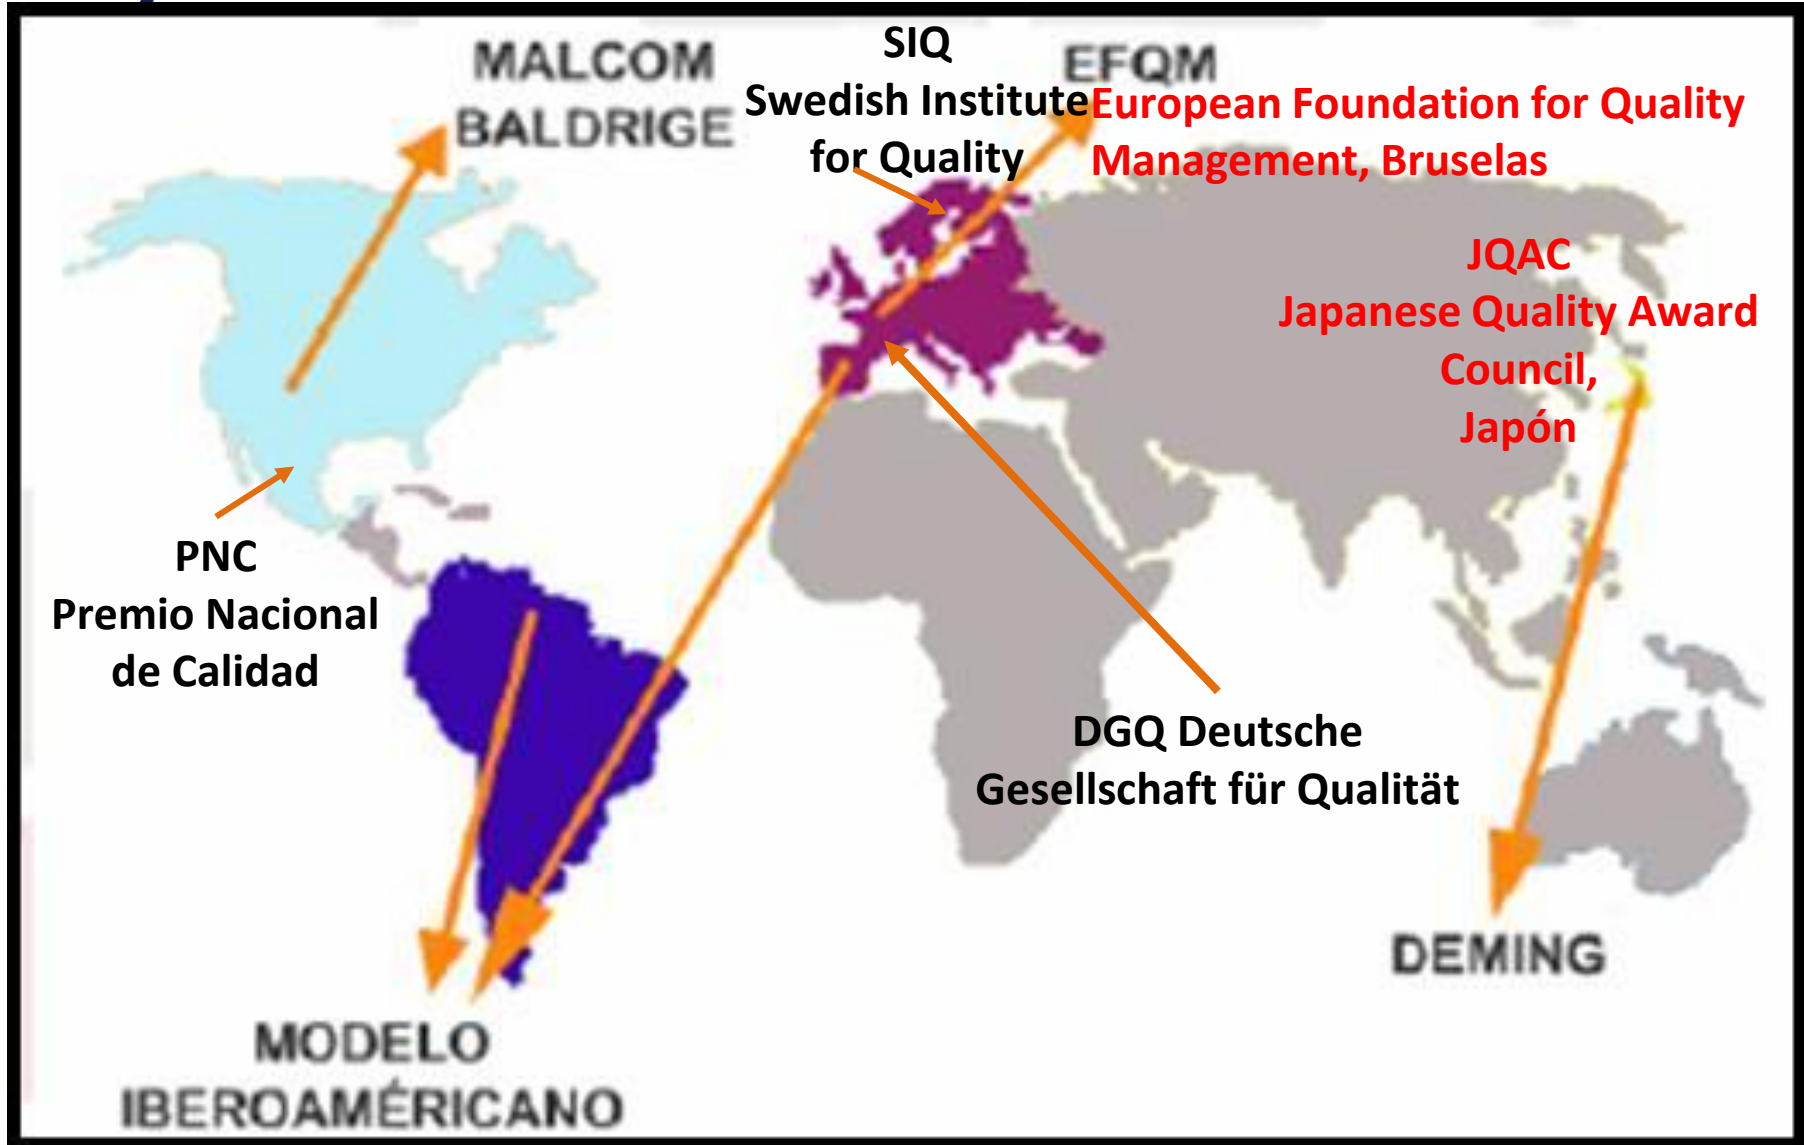 MALCOM
BALDRIGE
SIQ
Swedish Institute
for Quality
EFQM
European Foundation for Quality
Management, Bruselas
JQAC
Japanese Quality Award
Council,
Japón
PNC
Premio Nacional
de Calidad
DGQ Deutsche
Gesellschaft für Qualität
DEMING
MODELO
IBEROAMÉRICANO